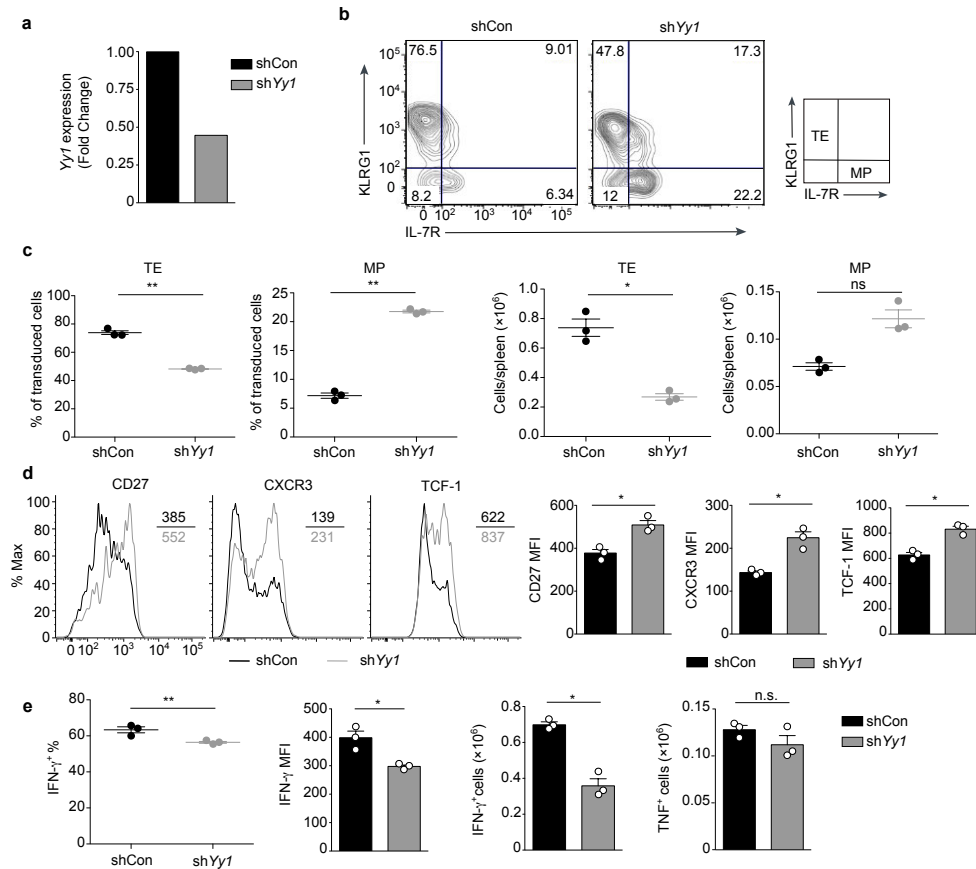 a
1.00
0.75
0.50
0.25
0
Yy1 expression
(Fold Change)
shCon
shYy1
b
shCon
shYy1
76.5
9.01
8.2
6.34
47.8
17.3
12
22.2
10⁵
10⁴
10³
10²
0
KLRG1
0 10² 10³ 10⁴ 10⁵
IL-7R
KLRG1
TE
MP
IL-7R
c
TE
**
100
80
60
40
20
0
% of transduced cells
shCon
shYy1
MP
**
25
20
15
10
5
0
% of transduced cells
shCon
shYy1
TE
*
1.0
0.8
0.6
0.4
0.2
0.0
Cells/spleen (×10⁶)
shCon
shYy1
MP
ns
0.15
0.10
0.05
0.00
Cells/spleen (×10⁶)
shCon
shYy1
d
CD27
CXCR3
TCF-1
100
80
60
40
20
0
% Max
385
552
139
231
622
837
0 10² 10³ 10⁴ 10⁵
shCon
shYy1
600
400
200
0
CD27 MFI
*
300
200
100
0
CXCR3 MFI
*
1000
800
600
400
200
0
TCF-1 MFI
*
shCon
shYy1
e
80
60
40
20
0
IFN-γ⁺ %
**
shCon
shYy1
500
400
300
200
100
0
IFN-γ MFI
*
0.8
0.6
0.4
0.2
0
IFN-γ⁺ cells (×10⁶)
*
0.15
0.10
0.05
0
TNF⁺ cells (×10⁶)
n.s.
shCon
shYy1